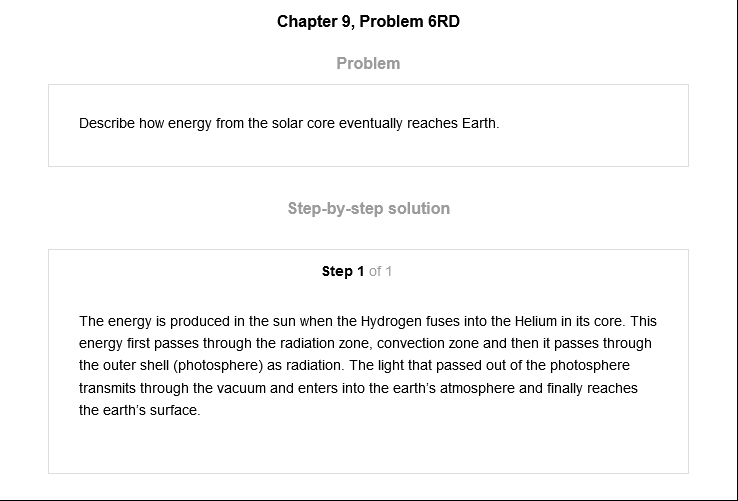 Chapter 9, Problem 6RD
Problem
Describe how energy from the solar core eventually reaches Earth.
Step-by-step solution
Step 1 of 1
The energy is produced in the sun when the Hydrogen fuses into the Helium in its core. This
energy first passes through the radiation zone, convection zone and then it passes through
the outer shell (photosphere) as radiation. The light that passed out of the photosphere
transmits through the vacuum and enters into the earth’s atmosphere and finally reaches
the earth’s surface.